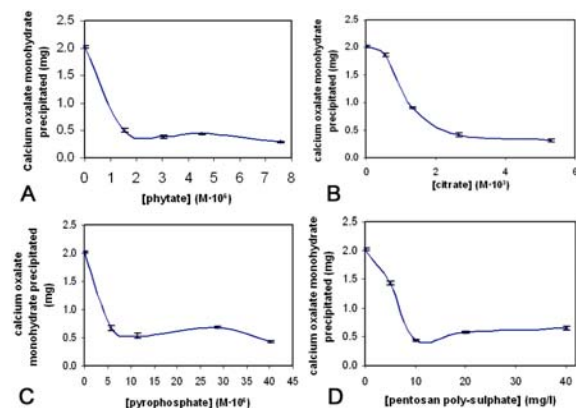 Calcium oxalate monohydrate
precipitated (mg)
2.5
2.0
1.5
1.0
0.5
0.0
0 1 2 3 4 5 6 7 8
A
[phytate] (M·10⁶)
calcium oxalate monohydrate
precipitated (mg)
2.5
2.0
1.5
1.0
0.5
0.0
0 2 4 6
B
[citrate] (M·10³)
calcium oxalate
monohydrate precipitated
(mg)
2.5
2.0
1.5
1.0
0.5
0.0
0 5 10 15 20 25 30 35 40 45
C
[pyrophosphate] (M·10⁶)
calcium oxalate monohydrate
precipitated (mg)
2.5
2.0
1.5
1.0
0.5
0.0
0 10 20 30 40
D
[pentosan poly-sulphate] (mg/l)